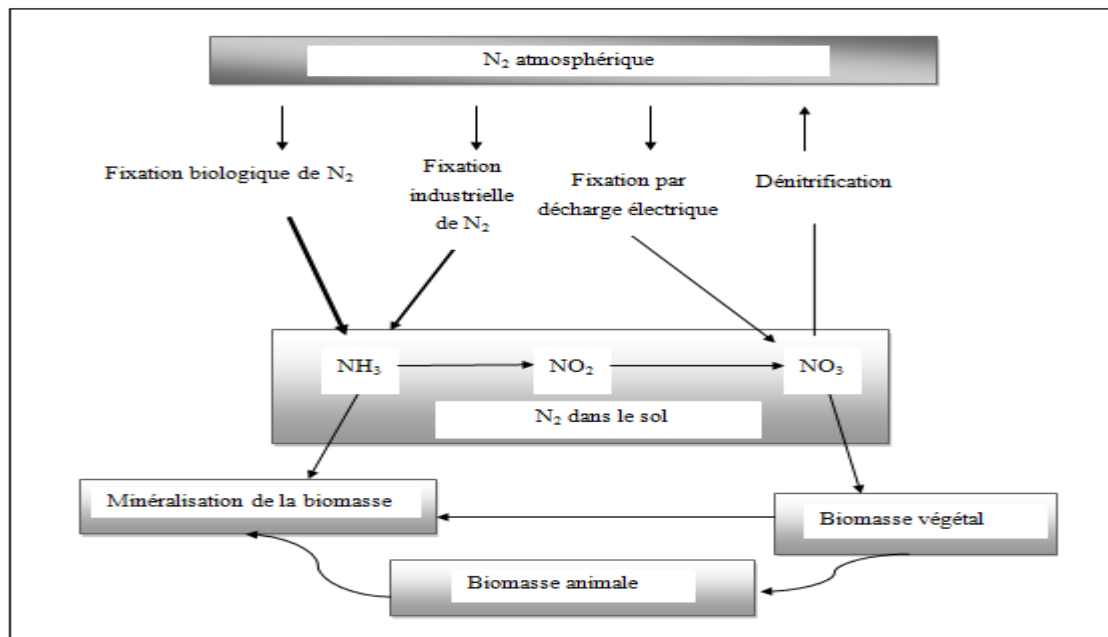 N₂ atmosphérique
Fixation biologique de N₂
Fixation
industrielle
de N₂
Fixation par
décharge électrique
Dénitrification
NH₃
NO₂
NO₃
N₂ dans le sol
Minéralisation de la biomasse
Biomasse végétal
Biomasse animale